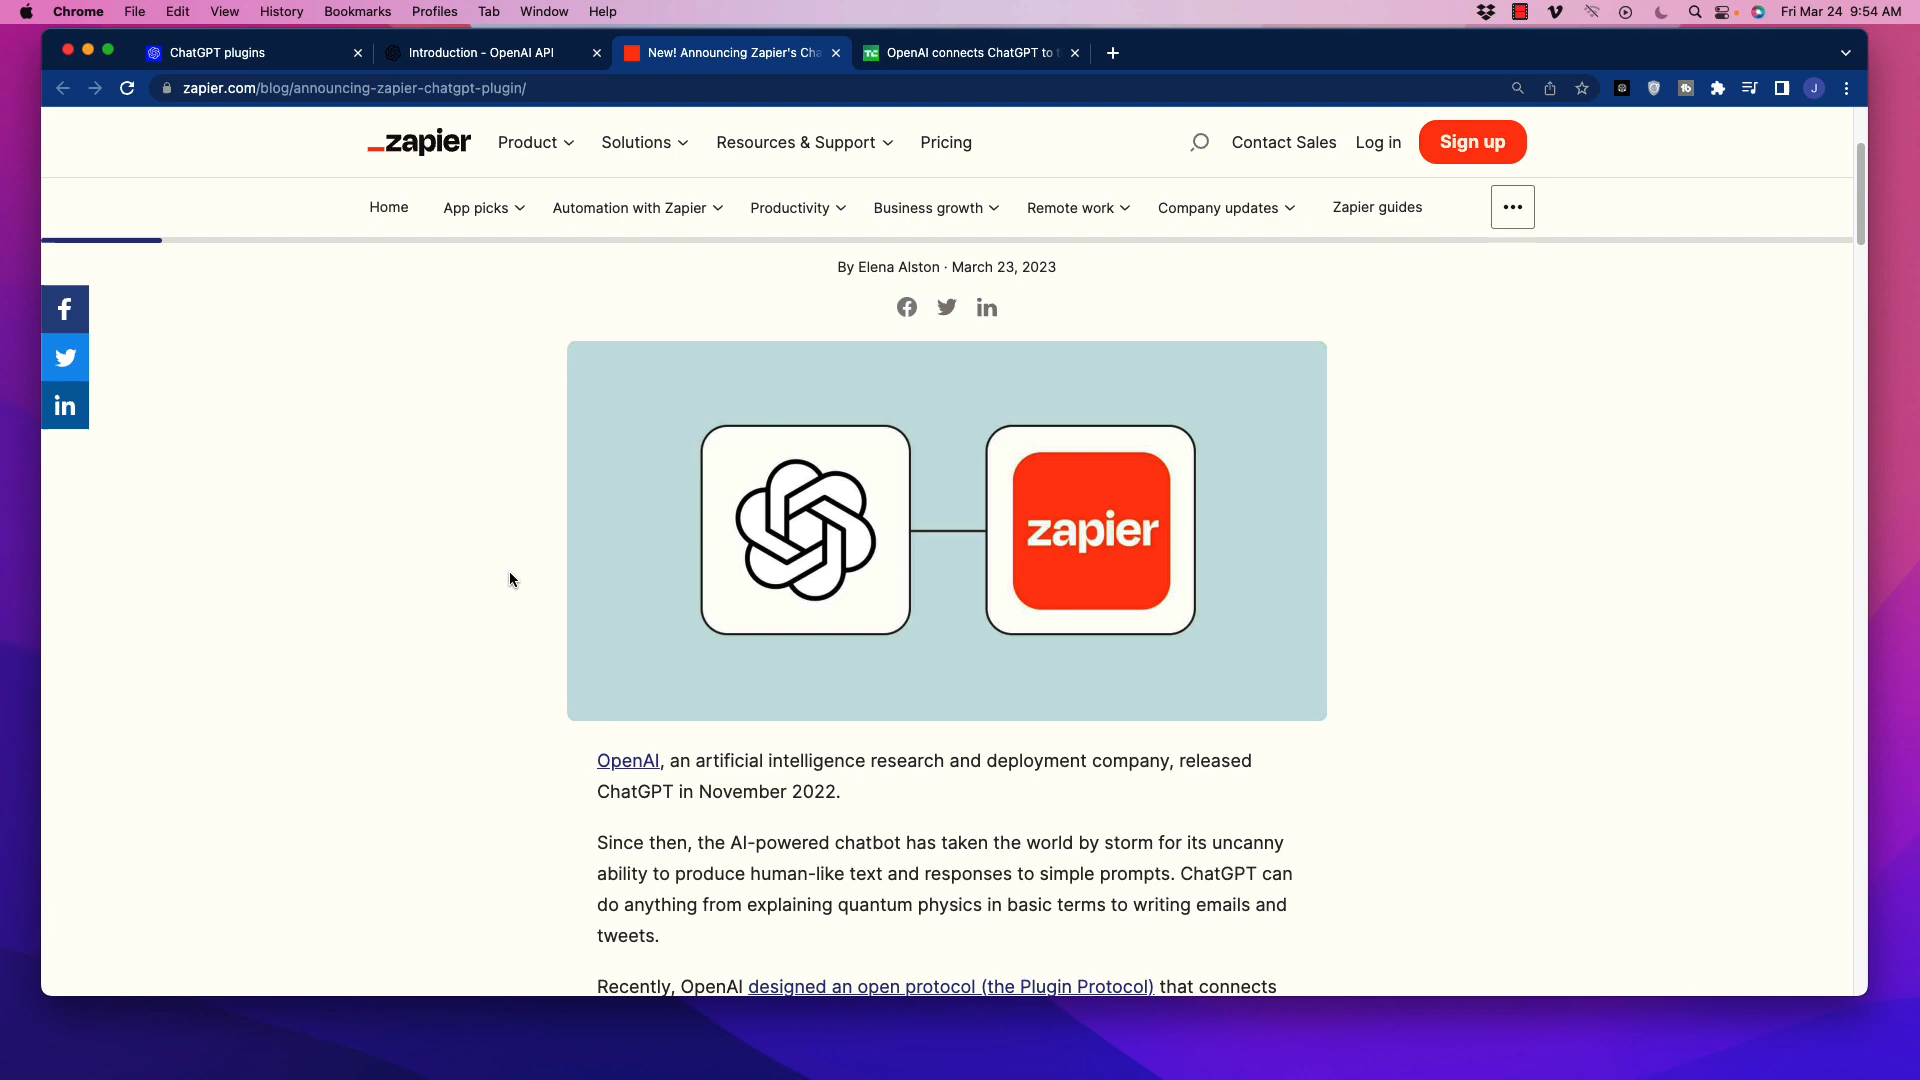 Chrome File Edit View History Bookmarks Profiles Tab Window Help Fri Mar 24 9:54 AM
ChatGPT plugins Introduction - OpenAI API New! Announcing Zapier's Cha OpenAI connects ChatGPT to t
zapier.com/blog/announcing-zapier-chatgpt-plugin/ J
zapier Product Solutions Resources & Support Pricing Contact Sales Log in Sign up
Home App picks Automation with Zapier Productivity Business growth Remote work Company updates Zapier guides
By Elena Alston · March 23, 2023
zapier
OpenAI, an artificial intelligence research and deployment company, released
ChatGPT in November 2022.
Since then, the AI-powered chatbot has taken the world by storm for its uncanny
ability to produce human-like text and responses to simple prompts. ChatGPT can
do anything from explaining quantum physics in basic terms to writing emails and
tweets.
Recently, OpenAI designed an open protocol (the Plugin Protocol) that connects